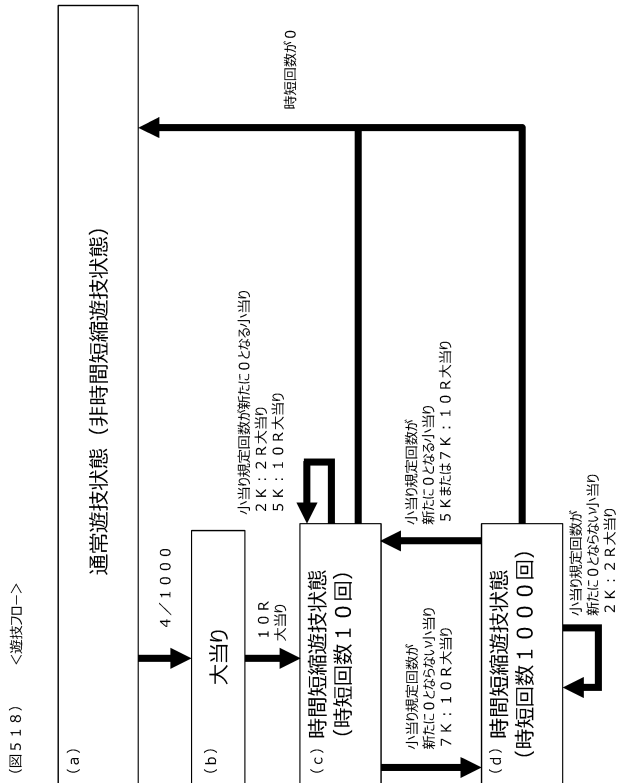 (図518) <遊技フロー>
(a)
通常遊技状態(非時間短縮遊技状態)
4/1000
(b)
大当り
10R
大当り
(c)
時間短縮遊技状態
(時短回数10回)
小当り規定回数が新たに0となる小当り
2K:2R大当り
5K:10R大当り
時短回数が0
小当り規定回数が
新たに0とならない小当り
7K:10R大当り
小当り規定回数が
新たに0となる小当り
5Kまたは7K:10R大当り
(d)
時間短縮遊技状態
(時短回数1000回)
小当り規定回数が
新たに0とならない小当り
2K:2R大当り